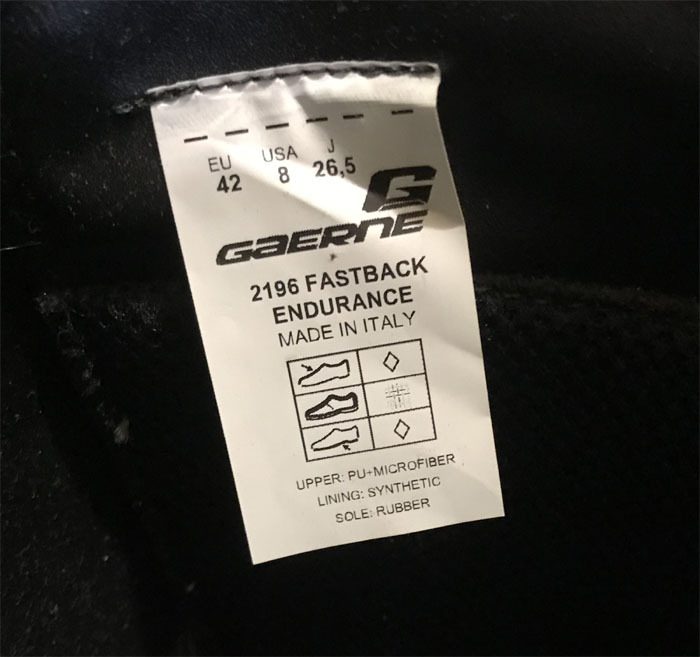 EU USA J
42 8 26,5
G
GAERNE
2196 FASTBACK
ENDURANCE
MADE IN ITALY
UPPER: PU+MICROFIBER
LINING: SYNTHETIC
SOLE: RUBBER